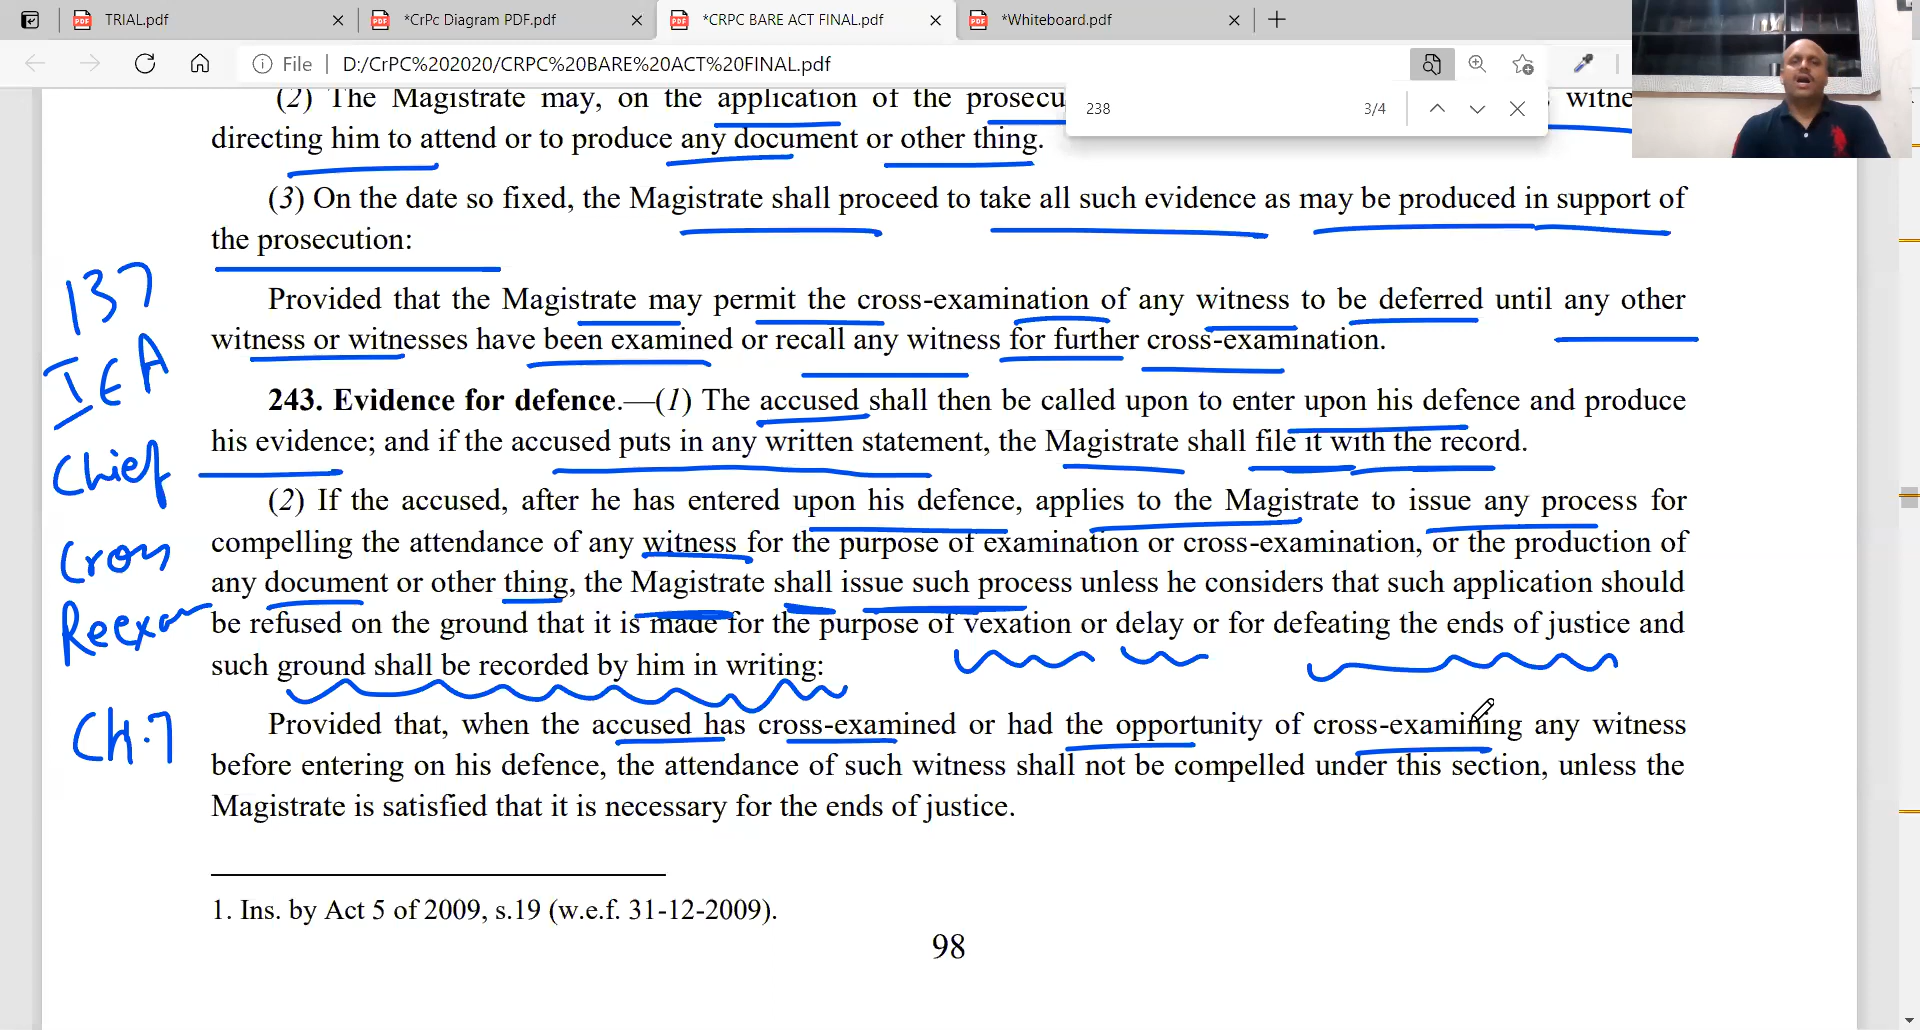 TRIAL.pdf
*CrPc Diagram PDF.pdf
*CRPC BARE ACT FINAL.pdf
*Whiteboard.pdf
File
D:/CrPC%202020/CRPC%20BARE%20ACT%20FINAL.pdf
238
3/4
(2) The Magistrate may, on the application of the prosecu
witne
directing him to attend or to produce any document or other thing.
(3) On the date so fixed, the Magistrate shall proceed to take all such evidence as may be produced in support of
the prosecution:
Provided that the Magistrate may permit the cross-examination of any witness to be deferred until any other
witness or witnesses have been examined or recall any witness for further cross-examination.
243. Evidence for defence.—(1) The accused shall then be called upon to enter upon his defence and produce
his evidence; and if the accused puts in any written statement, the Magistrate shall file it with the record.
(2) If the accused, after he has entered upon his defence, applies to the Magistrate to issue any process for
compelling the attendance of any witness for the purpose of examination or cross-examination, or the production of
any document or other thing, the Magistrate shall issue such process unless he considers that such application should
be refused on the ground that it is made for the purpose of vexation or delay or for defeating the ends of justice and
such ground shall be recorded by him in writing:
Provided that, when the accused has cross-examined or had the opportunity of cross-examining any witness
before entering on his defence, the attendance of such witness shall not be compelled under this section, unless the
Magistrate is satisfied that it is necessary for the ends of justice.
1. Ins. by Act 5 of 2009, s.19 (w.e.f. 31-12-2009).
98
137
IEA
Chief
Cross
Reexam
Ch.7
PDF
PDF
PDF
PDF